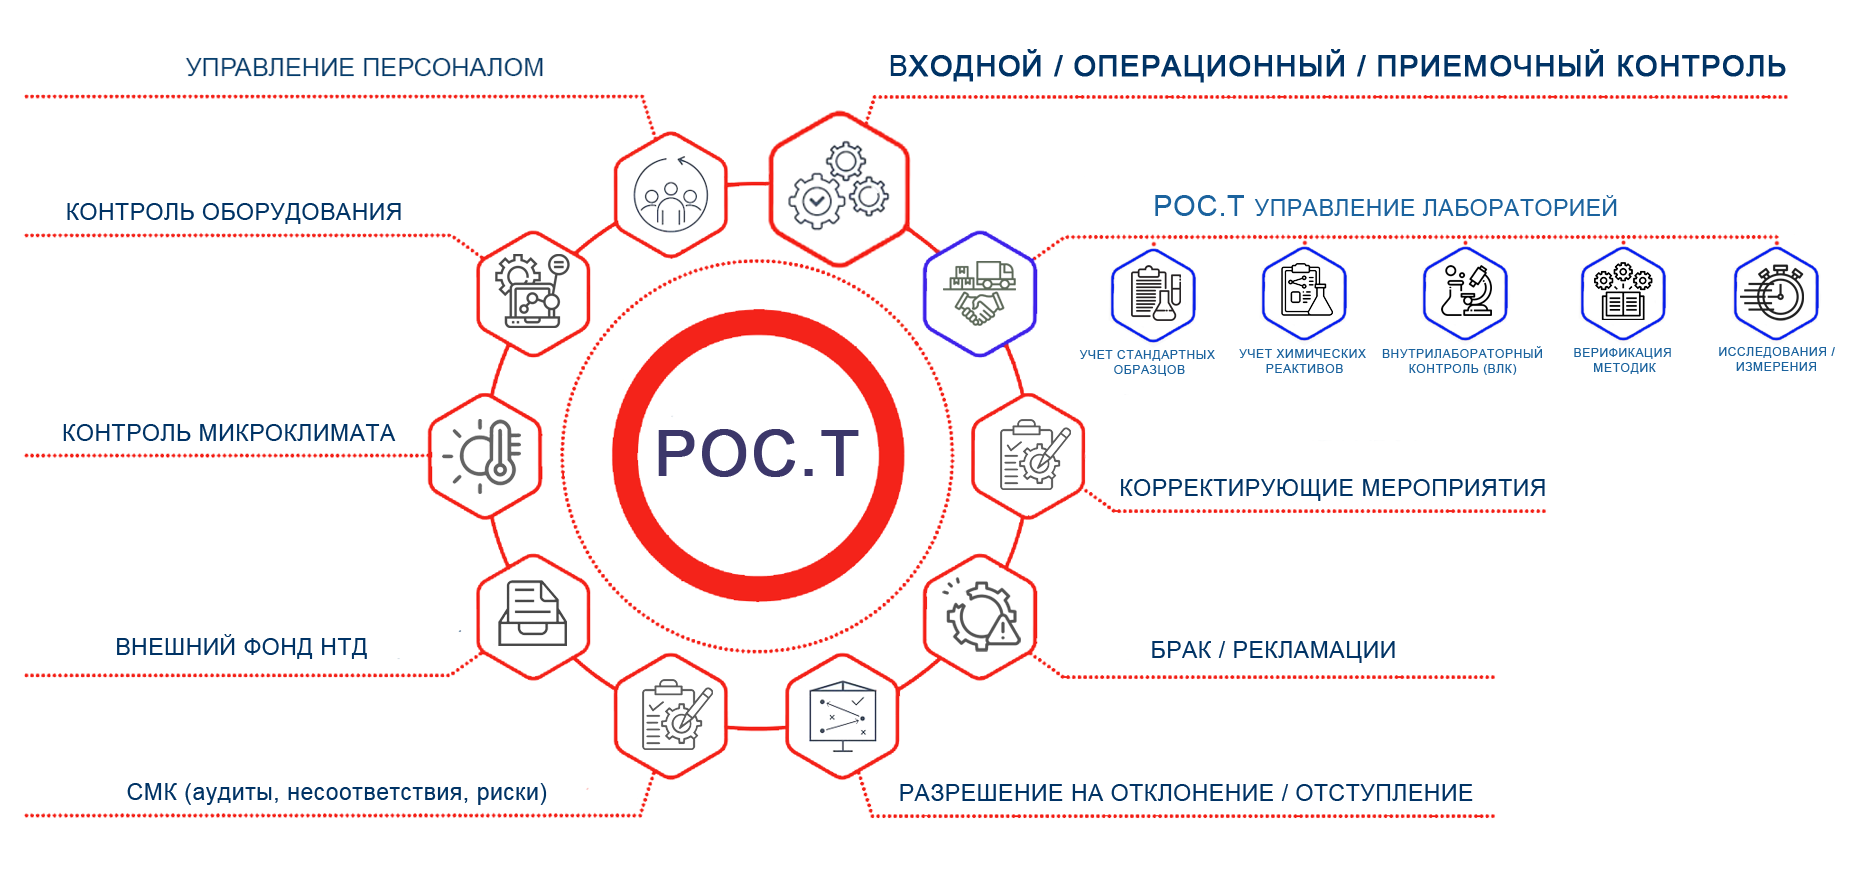 УПРАВЛЕНИЕ ПЕРСОНАЛОМ
ВХОДНОЙ / ОПЕРАЦИОННЫЙ / ПРИЕМОЧНЫЙ КОНТРОЛЬ
КОНТРОЛЬ ОБОРУДОВАНИЯ
РОС.Т УПРАВЛЕНИЕ ЛАБОРАТОРИЕЙ
УЧЕТ СТАНДАРТНЫХ
ОБРАЗЦОВ
УЧЕТ ХИМИЧЕСКИХ
РЕАКТИВОВ
ВНУТРИЛАБОРАТОРНЫЙ
КОНТРОЛЬ (ВЛК)
ВЕРИФИКАЦИЯ
МЕТОДИК
ИССЛЕДОВАНИЯ /
ИЗМЕРЕНИЯ
КОНТРОЛЬ МИКРОКЛИМАТА
РОС.Т
КОРРЕКТИРУЮЩИЕ МЕРОПРИЯТИЯ
ВНЕШНИЙ ФОНД НТД
БРАК / РЕКЛАМАЦИИ
СМК (аудиты, несоответствия, риски)
РАЗРЕШЕНИЕ НА ОТКЛОНЕНИЕ / ОТСТУПЛЕНИЕ